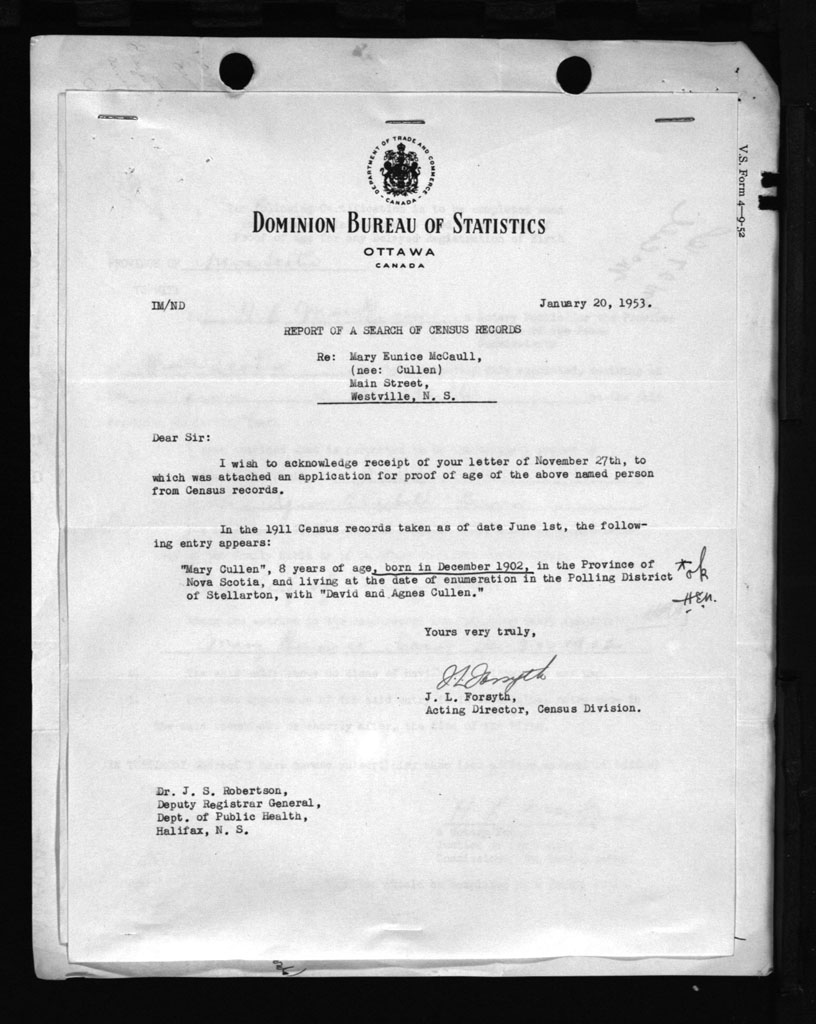 V.S. Form 4—9-52
DEPARTMENT OF TRADE AND COMMERCE
CANADA
DOMINION BUREAU OF STATISTICS
OTTAWA
CANADA
IM/ND
January 20, 1953.
REPORT OF A SEARCH OF CENSUS RECORDS
Re: Mary Eunice McCaull,
(nee: Cullen)
Main Street,
Westville, N. S.
Dear Sir:
I wish to acknowledge receipt of your letter of November 27th, to
which was attached an application for proof of age of the above named person
from Census records.
In the 1911 Census records taken as of date June 1st, the follow-
ing entry appears:
"Mary Cullen", 8 years of age, born in December 1902, in the Province of
Nova Scotia, and living at the date of enumeration in the Polling District
of Stellarton, with "David and Agnes Cullen."
ok
Yours very truly,
J L Forsyth
J. L. Forsyth,
Acting Director, Census Division.
Dr. J. S. Robertson,
Deputy Registrar General,
Dept. of Public Health,
Halifax, N. S.